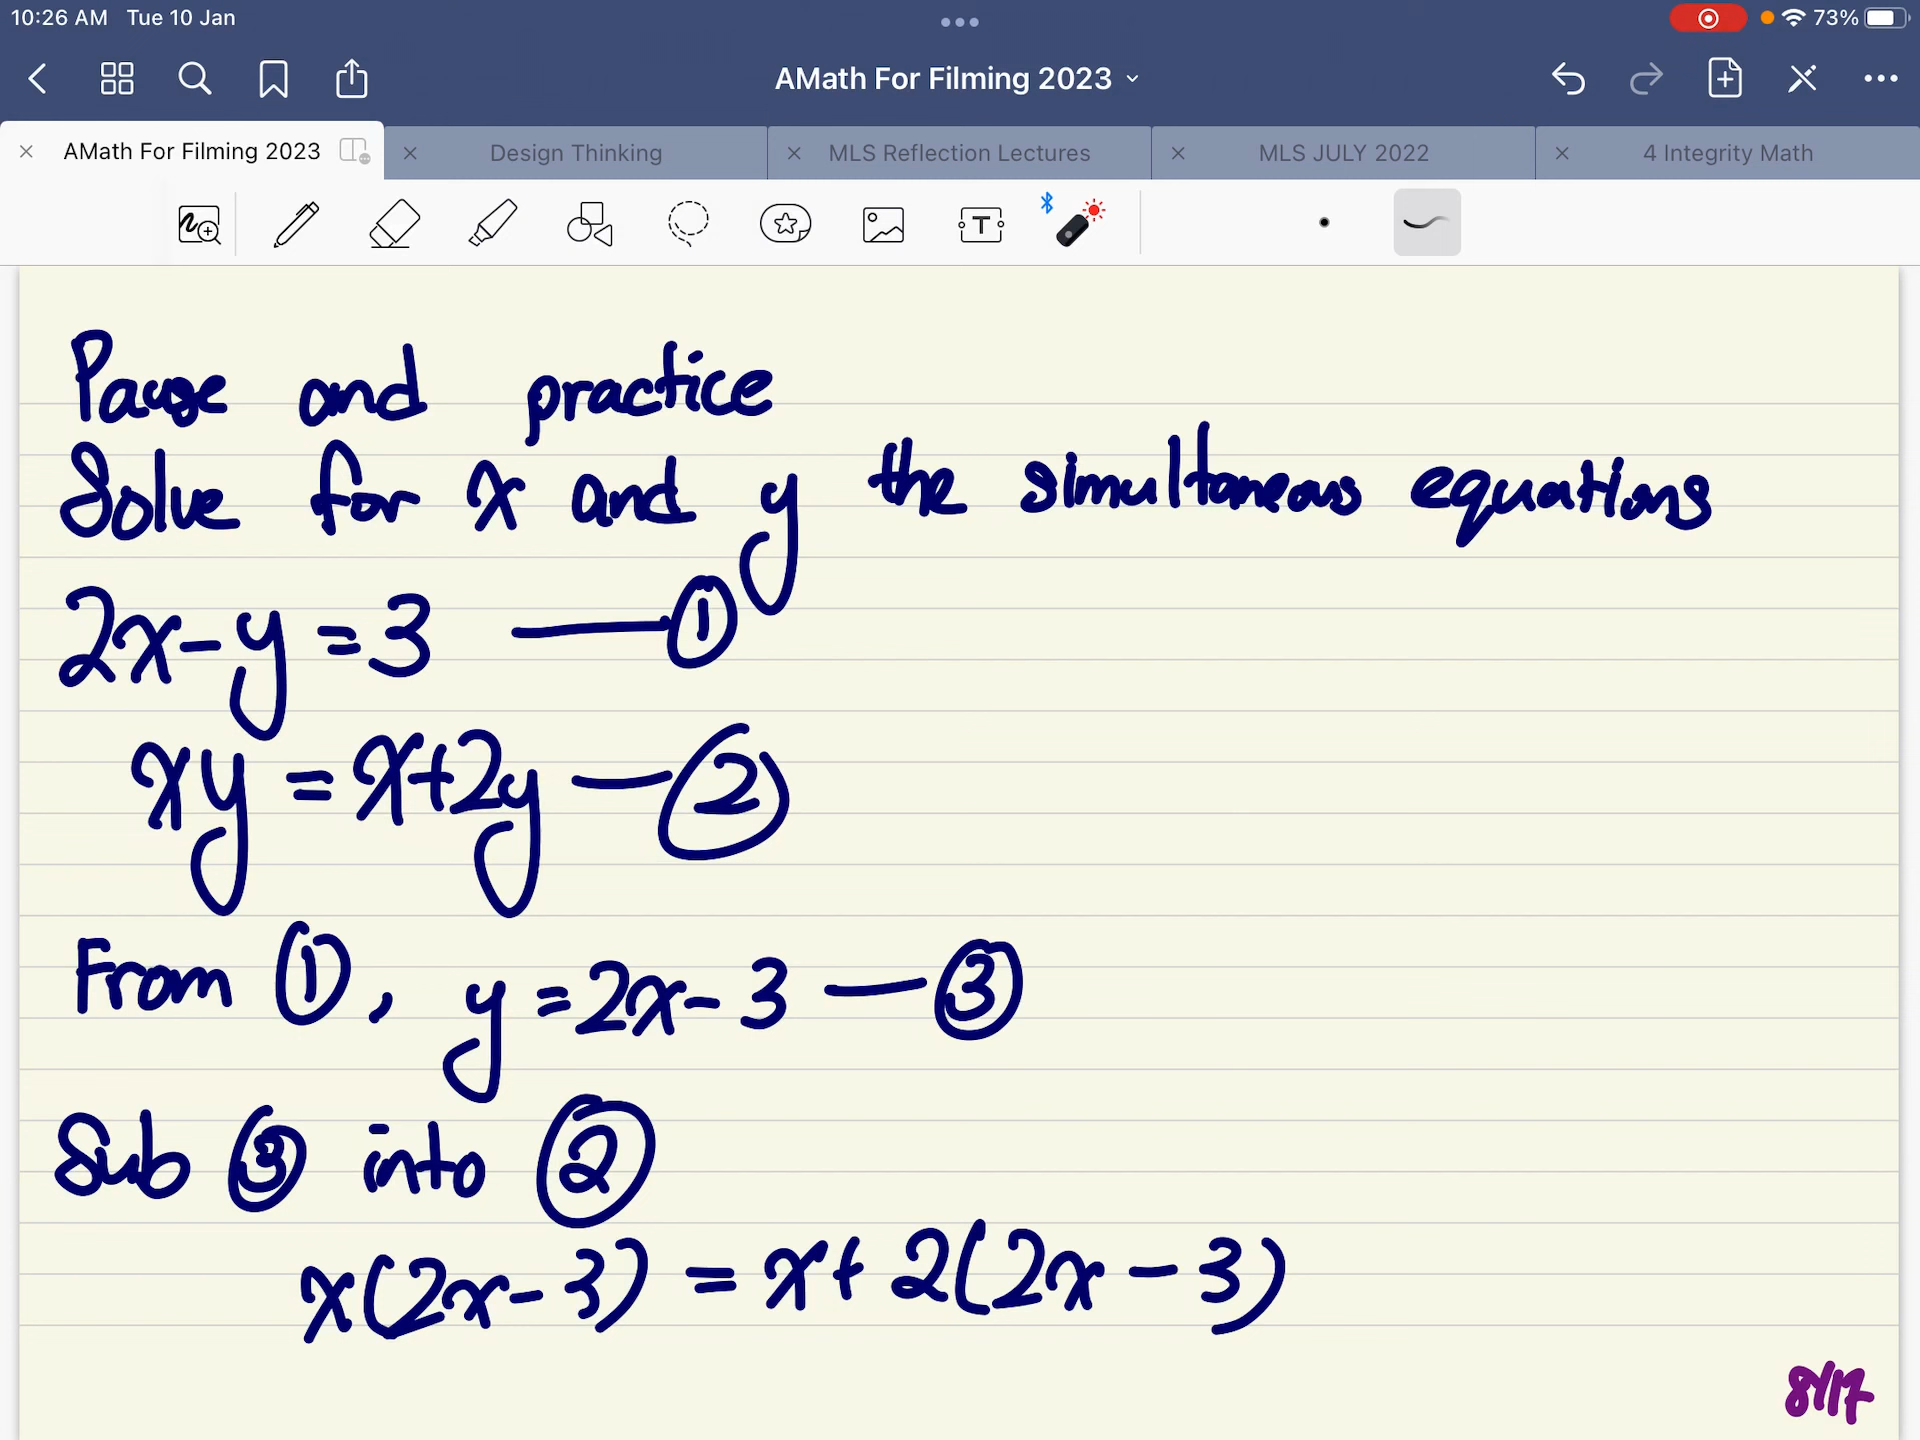 10:26 AM Tue 10 Jan
73%
AMath For Filming 2023
AMath For Filming 2023 Design Thinking MLS Reflection Lectures MLS JULY 2022 4 Integrity Math
T
Pause and practice
Solve for x and y the simultaneous equations
2x-y=3 —①
xy=x+2y —②
From ①, y=2x-3 —③
Sub ③ into ②
x(2x-3)=x+2(2x-3)